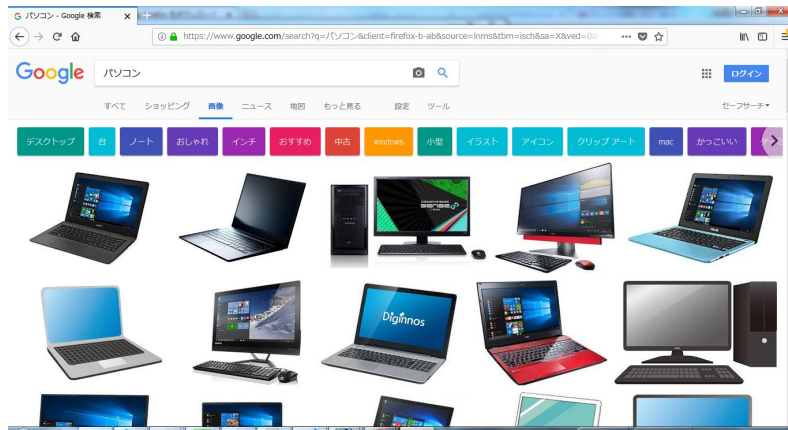 G パソコン - Google 検索
https://www.google.com/search?q=パソコン&client=firefox-b-ab&source=lnms&tbm=isch&sa=X&ved=0a
Google パソコン ログイン
すべて ショッピング 画像 ニュース 地図 もっと見る 設定 ツール セーフサーチ
デスクトップ 台 ノート おしゃれ インチ おすすめ 中古 windows 小型 イラスト アイコン クリップ アート mac かっこいい
SENSE
ASUS
Diginnos